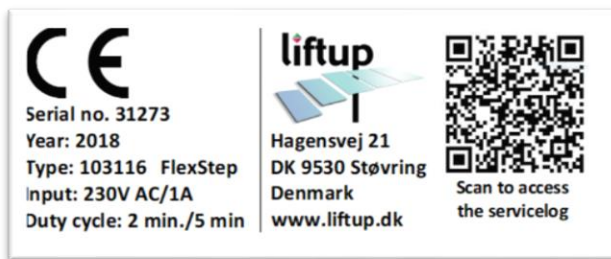 CE
Serial no. 31273
Year: 2018
Type: 103116 FlexStep
Input: 230V AC/1A
Duty cycle: 2 min./5 min
liftup
Hagensvej 21
DK 9530 Støvring
Denmark
www.liftup.dk
Scan to access
the servicelog